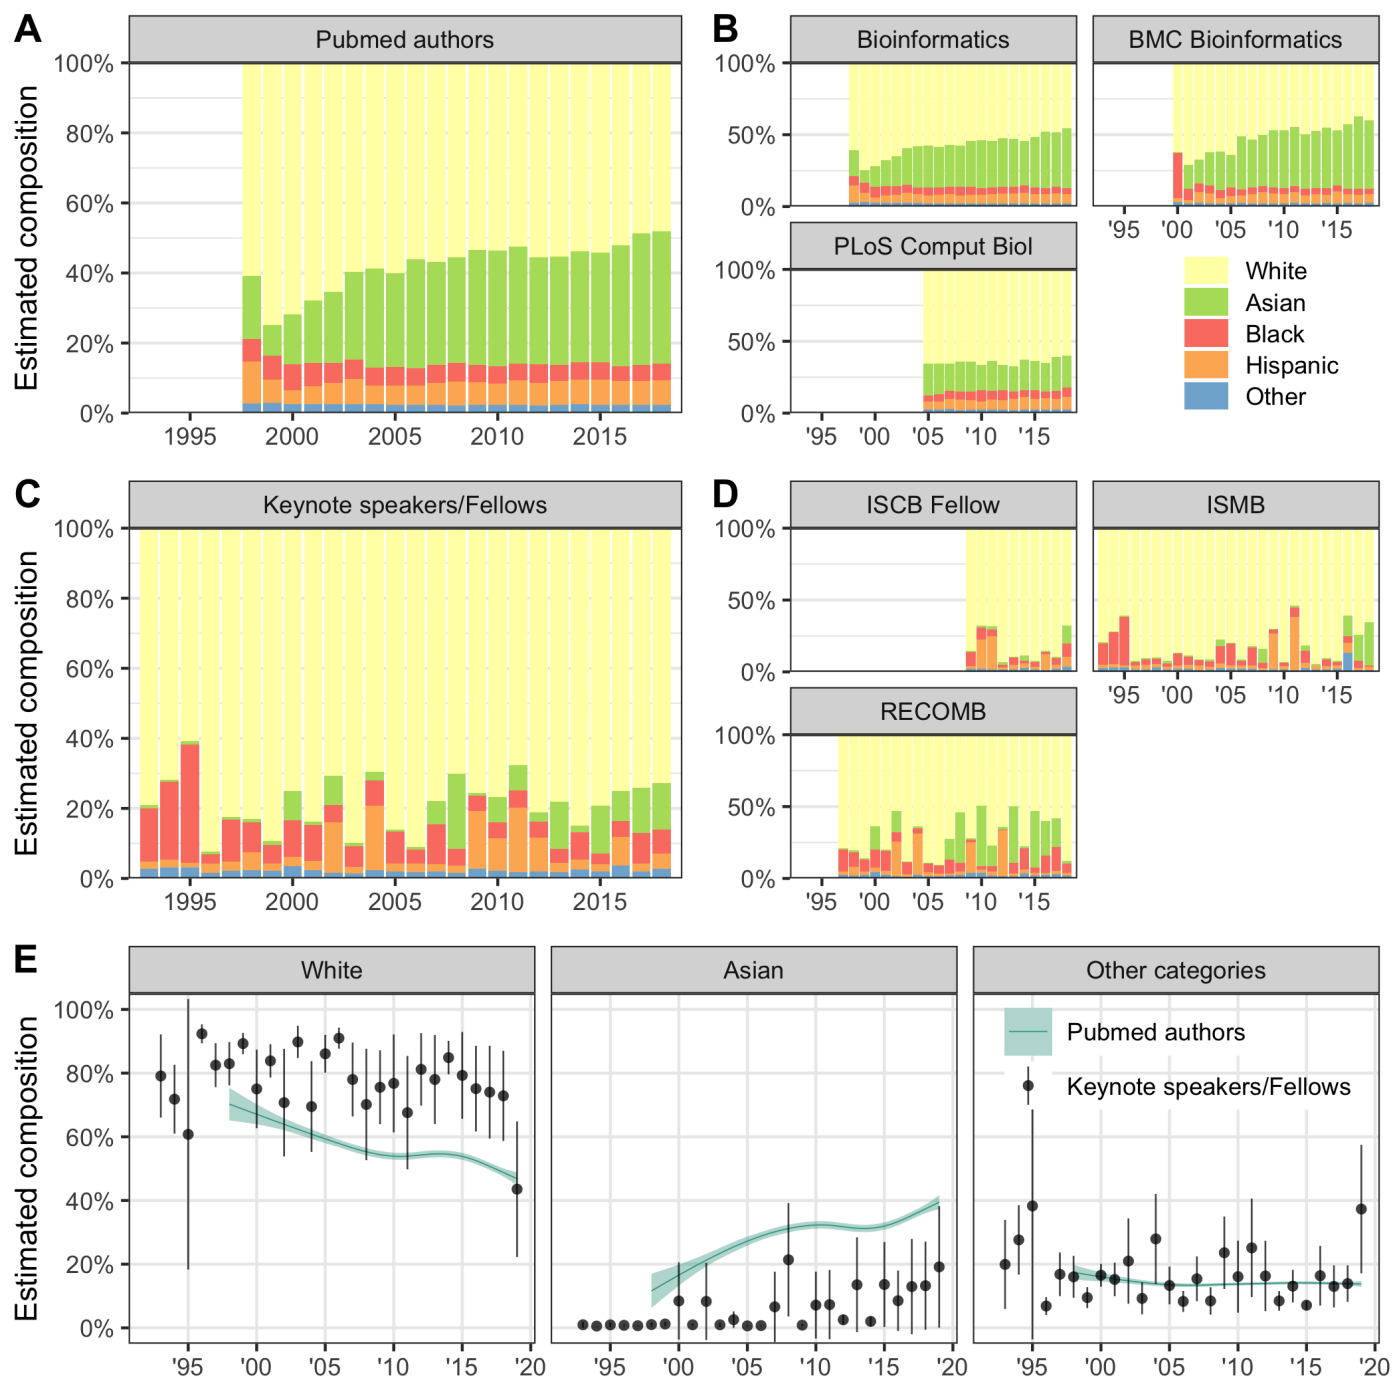 A
Pubmed authors
Estimated composition
100%
80%
60%
40%
20%
0%
1995 2000 2005 2010 2015
B
Bioinformatics
BMC Bioinformatics
100%
50%
0%
'95 '00 '05 '10 '15
PLoS Comput Biol
100%
50%
0%
'95 '00 '05 '10 '15
White
Asian
Black
Hispanic
Other
C
Keynote speakers/Fellows
Estimated composition
100%
80%
60%
40%
20%
0%
1995 2000 2005 2010 2015
D
ISCB Fellow
ISMB
100%
50%
0%
'95 '00 '05 '10 '15
RECOMB
100%
50%
0%
'95 '00 '05 '10 '15
E
White
Asian
Other categories
Estimated composition
100%
80%
60%
40%
20%
0%
Pubmed authors
Keynote speakers/Fellows
'95 '00 '05 '10 '15 '20
'95 '00 '05 '10 '15 '20
'95 '00 '05 '10 '15 '20